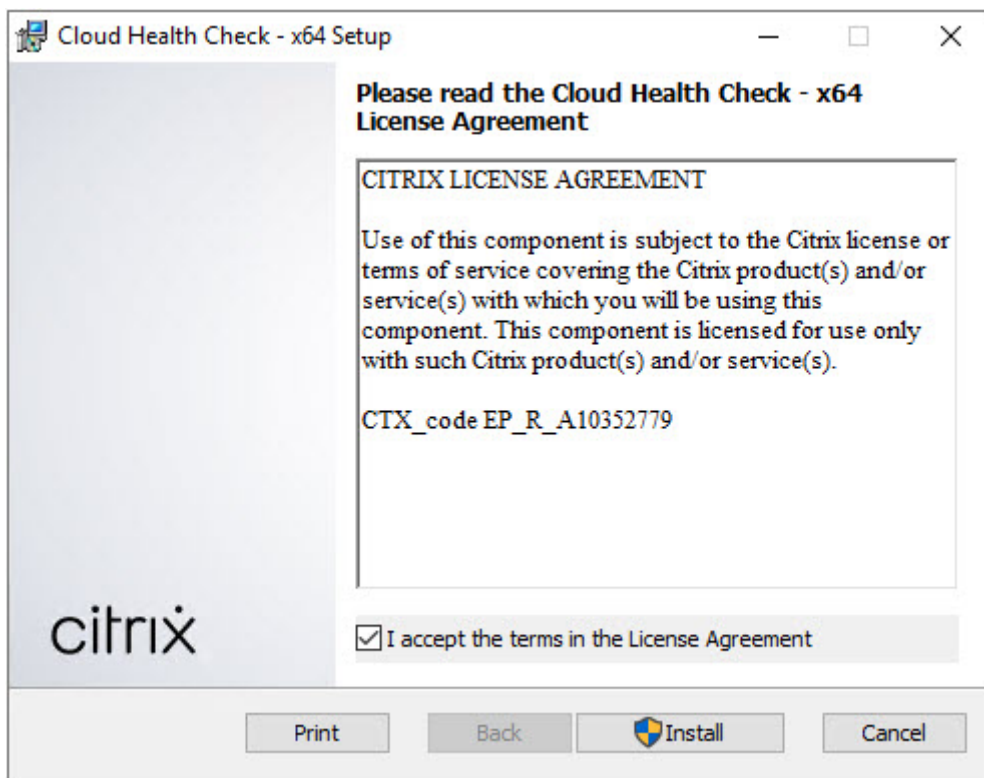 Cloud Health Check - x64 Setup
Please read the Cloud Health Check - x64
License Agreement
CITRIX LICENSE AGREEMENT
Use of this component is subject to the Citrix license or
terms of service covering the Citrix product(s) and/or
service(s) with which you will be using this
component. This component is licensed for use only
with such Citrix product(s) and/or service(s).
CTX_code EP_R_A10352779
citrix
I accept the terms in the License Agreement
Print
Back
Install
Cancel